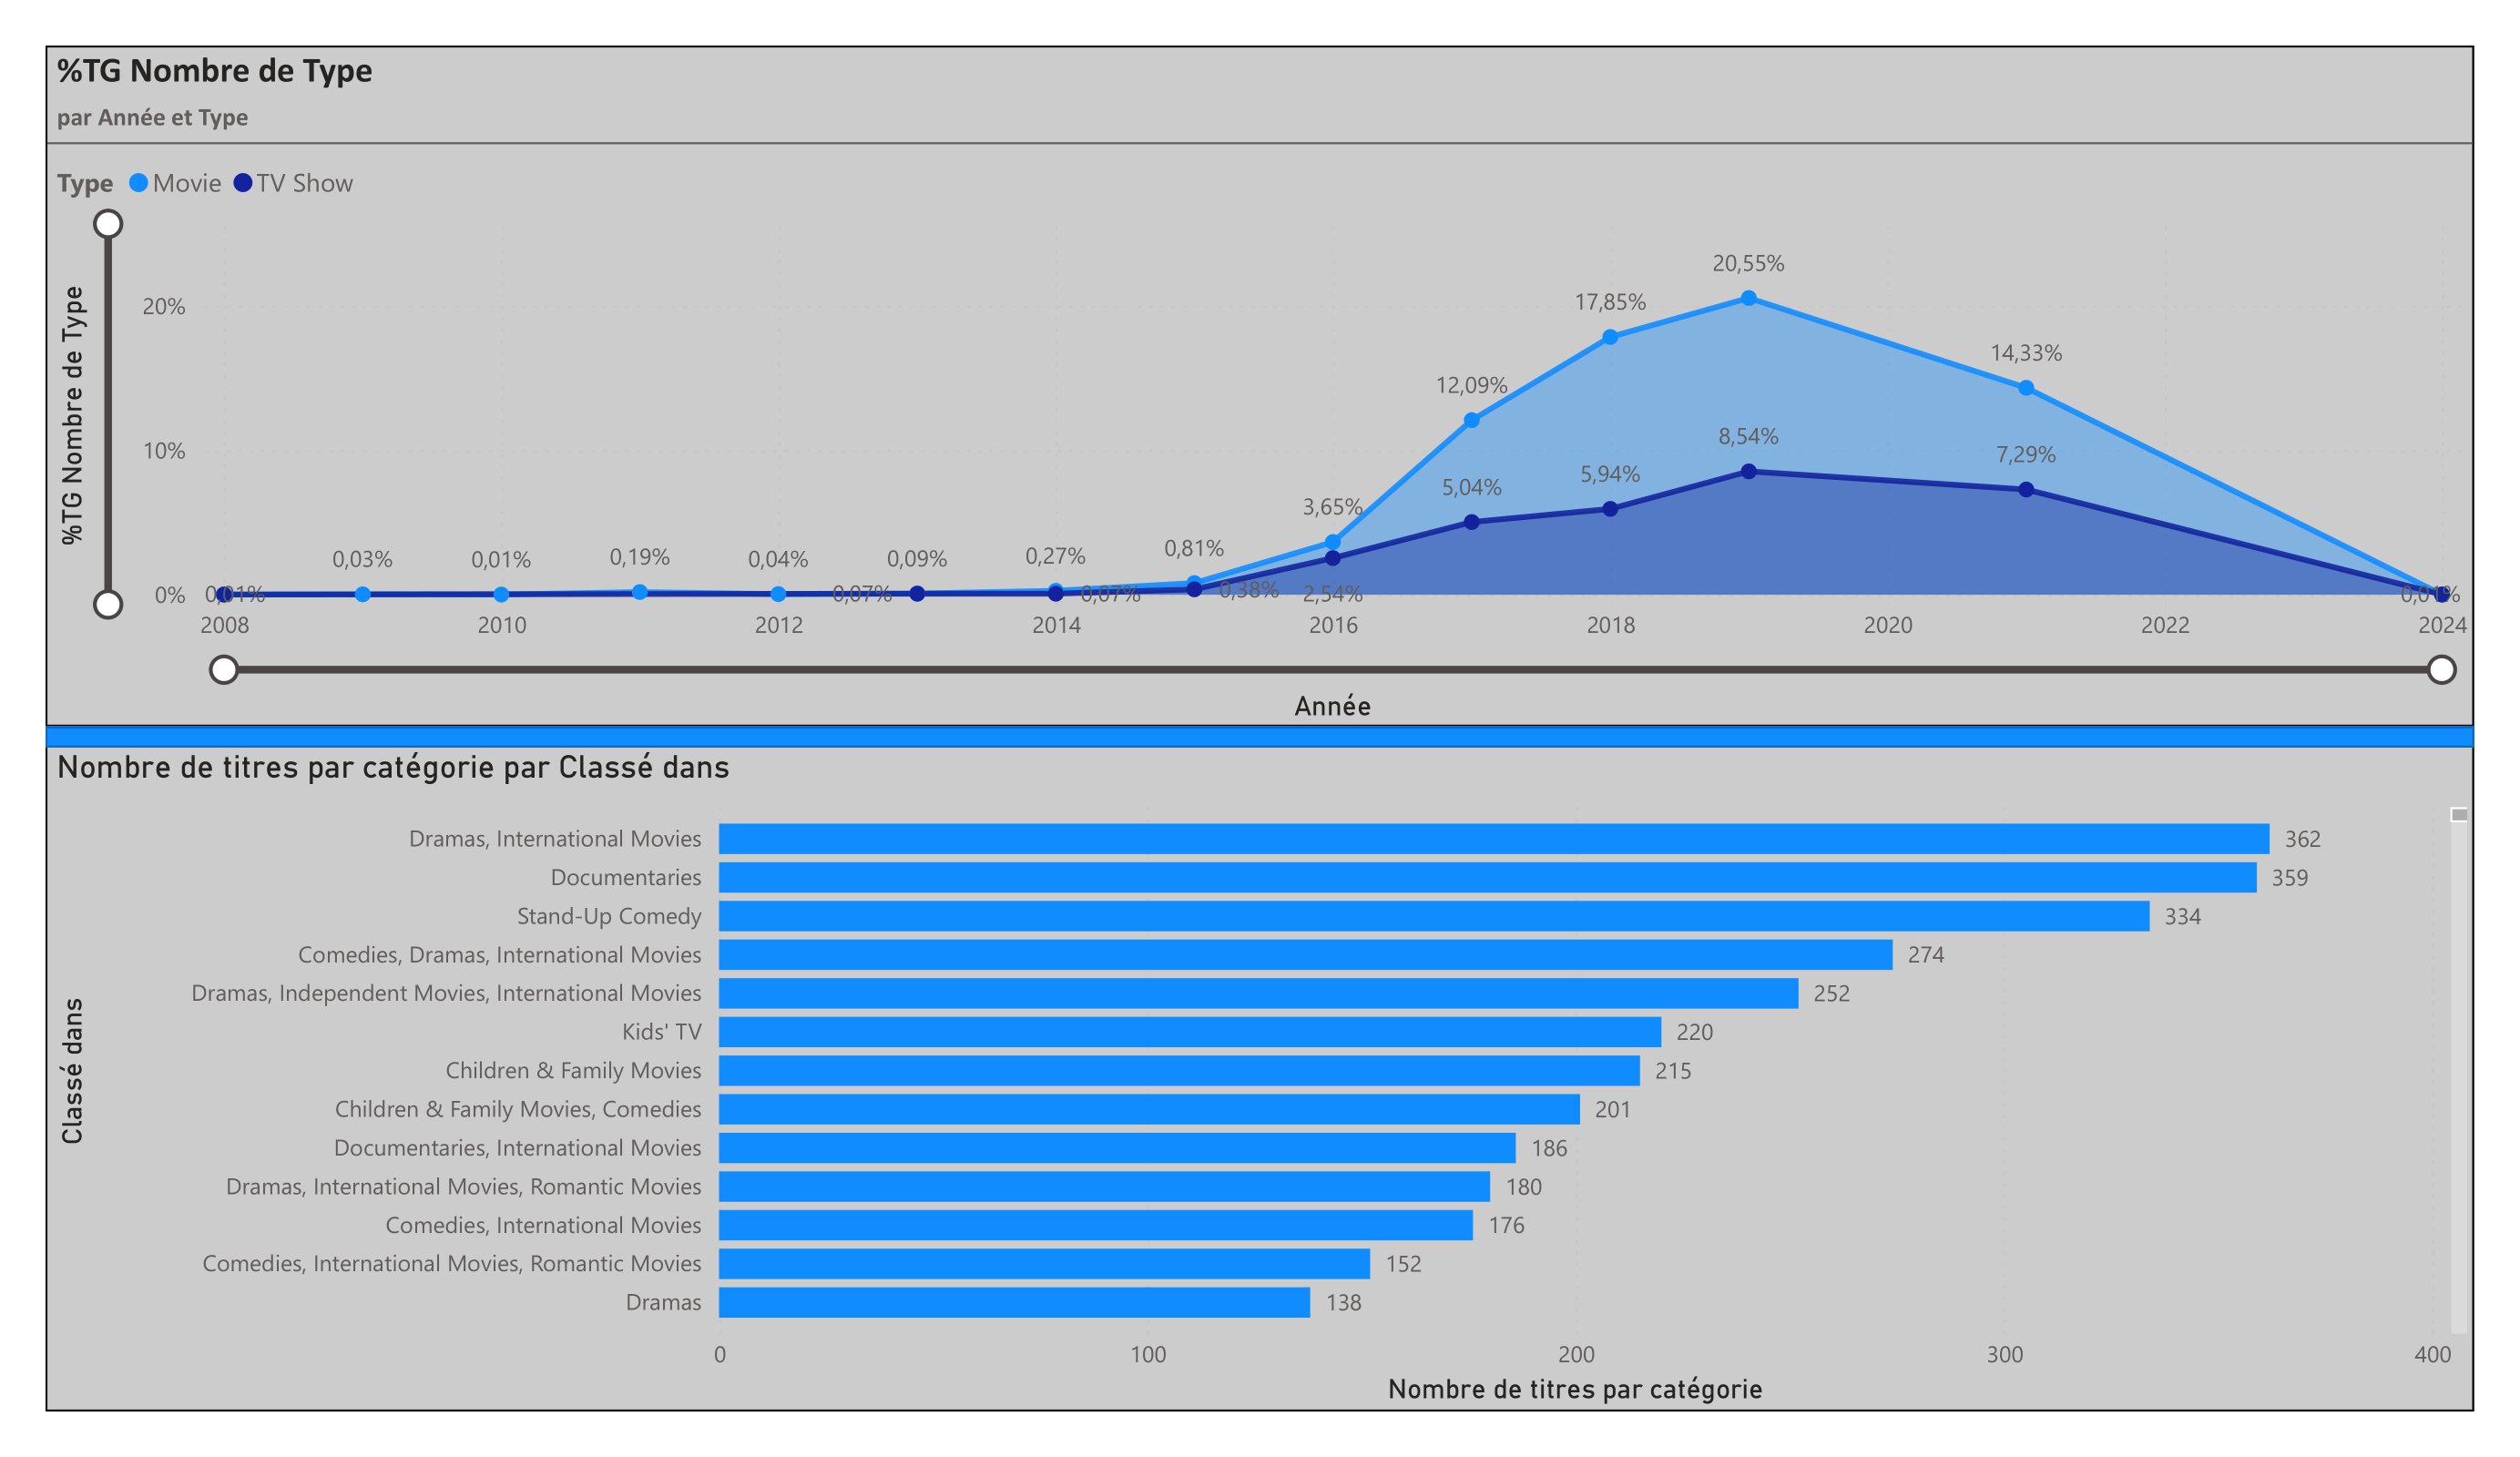 %TG Nombre de Type
par Année et Type
Type Movie TV Show
%TG Nombre de Type
20%
10%
0%
20,55%
17,85%
14,33%
12,09%
8,54%
7,29%
5,94%
5,04%
3,65%
0,03%
0,01%
0,19%
0,04%
0,09%
0,27%
0,81%
0,01%
0,07%
0,07%
0,38%
2,54%
0,01%
2008 2010 2012 2014 2016 2018 2020 2022 2024
Année
Nombre de titres par catégorie par Classé dans
Classé dans
Dramas, International Movies 362
Documentaries 359
Stand-Up Comedy 334
Comedies, Dramas, International Movies 274
Dramas, Independent Movies, International Movies 252
Kids' TV 220
Children & Family Movies 215
Children & Family Movies, Comedies 201
Documentaries, International Movies 186
Dramas, International Movies, Romantic Movies 180
Comedies, International Movies 176
Comedies, International Movies, Romantic Movies 152
Dramas 138
0 100 200 300 400
Nombre de titres par catégorie